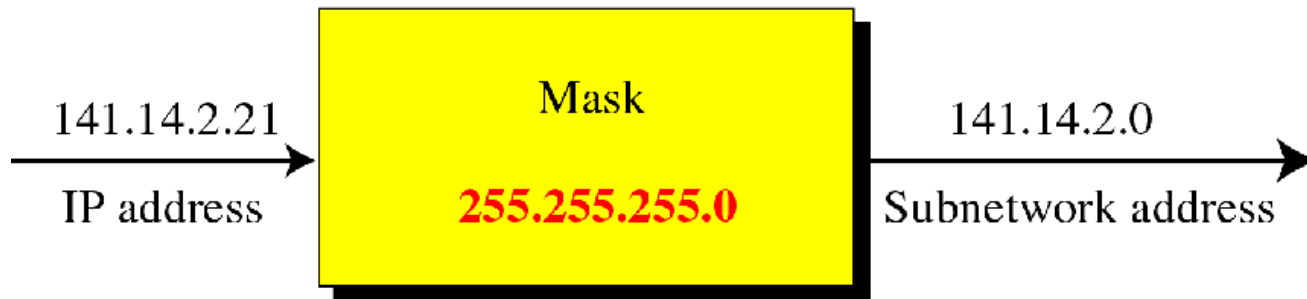 141.14.2.21
IP address
Mask
255.255.255.0
141.14.2.0
Subnetwork address